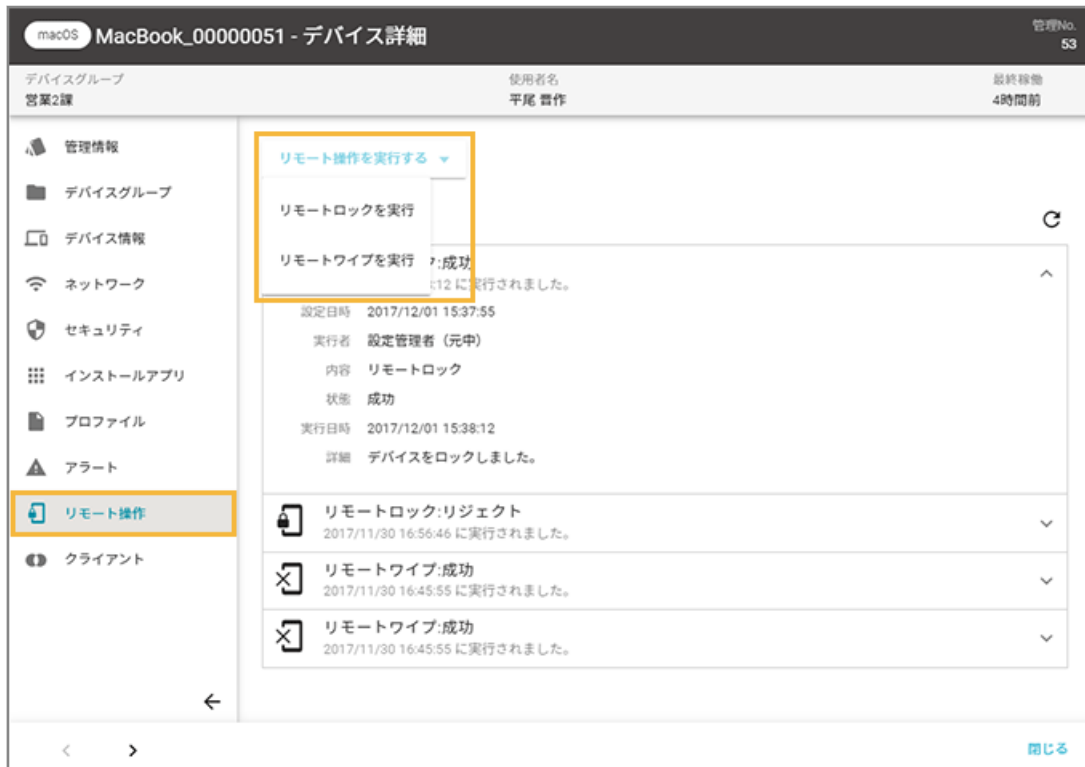 macOS MacBook_00000051 - デバイス詳細
管理No.
53
デバイスグループ
営業2課
使用者名
平尾 晋作
最終稼働
4時間前
管理情報
デバイスグループ
デバイス情報
ネットワーク
セキュリティ
インストールアプリ
プロファイル
アラート
リモート操作
クライアント
リモート操作を実行する
リモートロックを実行
リモートワイプを実行
:成功
:12 に実行されました。
設定日時 2017/12/01 15:37:55
実行者 設定管理者（元中）
内容 リモートロック
状態 成功
実行日時 2017/12/01 15:38:12
詳細 デバイスをロックしました。
リモートロック:リジェクト
2017/11/30 16:56:46 に実行されました。
リモートワイプ:成功
2017/11/30 16:45:55 に実行されました。
リモートワイプ:成功
2017/11/30 16:45:55 に実行されました。
閉じる